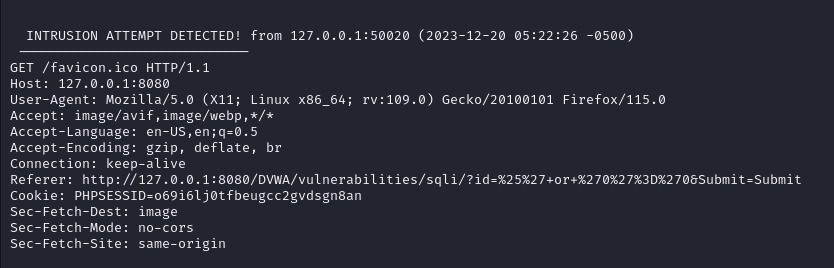 INTRUSION ATTEMPT DETECTED! from 127.0.0.1:50020 (2023-12-20 05:22:26 -0500)
GET /favicon.ico HTTP/1.1
Host: 127.0.0.1:8080
User-Agent: Mozilla/5.0 (X11; Linux x86_64; rv:109.0) Gecko/20100101 Firefox/115.0
Accept: image/avif,image/webp,*/*
Accept-Language: en-US,en;q=0.5
Accept-Encoding: gzip, deflate, br
Connection: keep-alive
Referer: http://127.0.0.1:8080/DVWA/vulnerabilities/sqli/?id=%25%27+or+%270%27%3D%270&Submit=Submit
Cookie: PHPSESSID=o69i6lj0tfbeugcc2gvdsgn8an
Sec-Fetch-Dest: image
Sec-Fetch-Mode: no-cors
Sec-Fetch-Site: same-origin